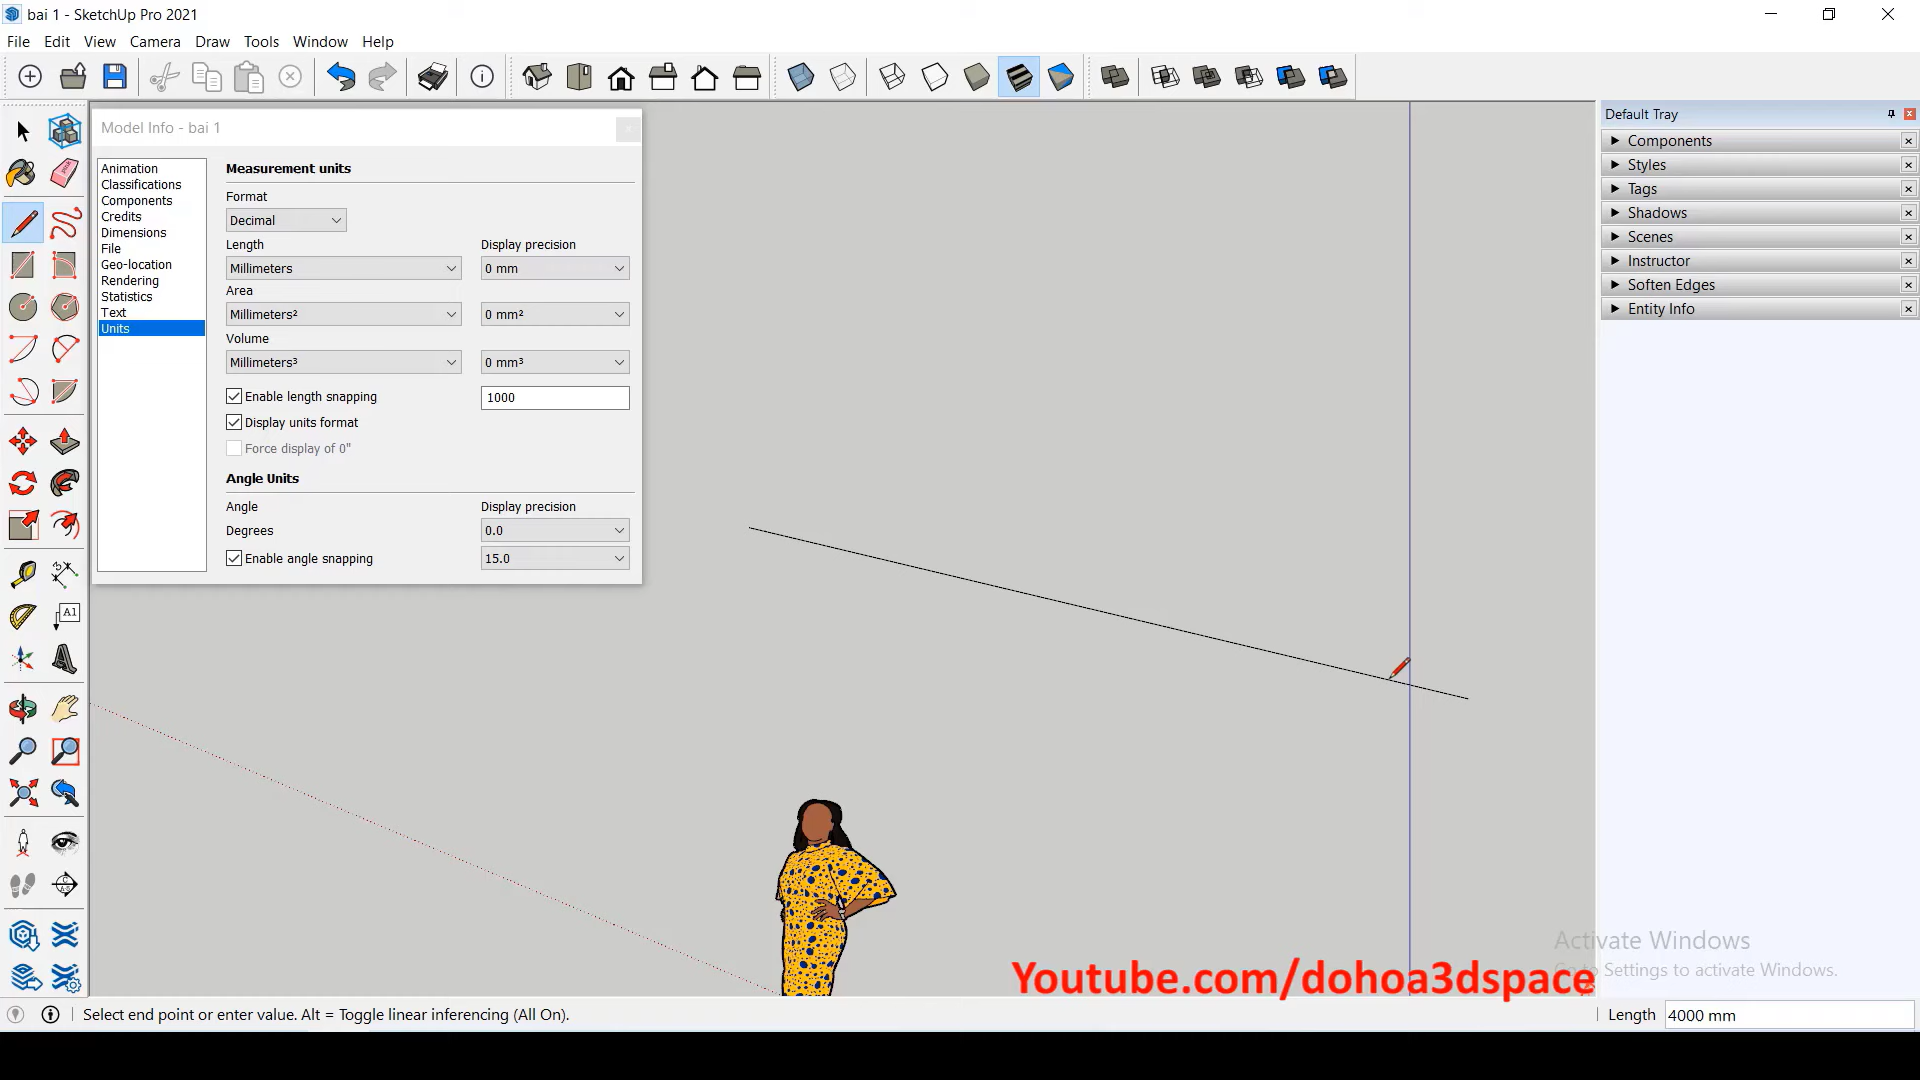 bai 1 - SketchUp Pro 2021
File Edit View Camera Draw Tools Window Help
Model Info - bai 1
Animation
Classifications
Components
Credits
Dimensions
File
Geo-location
Rendering
Statistics
Text
Units
Measurement units
Format
Decimal
Length Display precision
Millimeters 0 mm
Area
Millimeters² 0 mm²
Volume
Millimeters³ 0 mm³
Enable length snapping 1000
Display units format
Force display of 0"
Angle Units
Angle Display precision
Degrees 0.0
Enable angle snapping 15.0
A1
Default Tray
Components
Styles
Tags
Shadows
Scenes
Instructor
Soften Edges
Entity Info
Activate Windows
Go to Settings to activate Windows.
Youtube.com/dohoa3dspace
Select end point or enter value. Alt = Toggle linear inferencing (All On).
Length 4000 mm